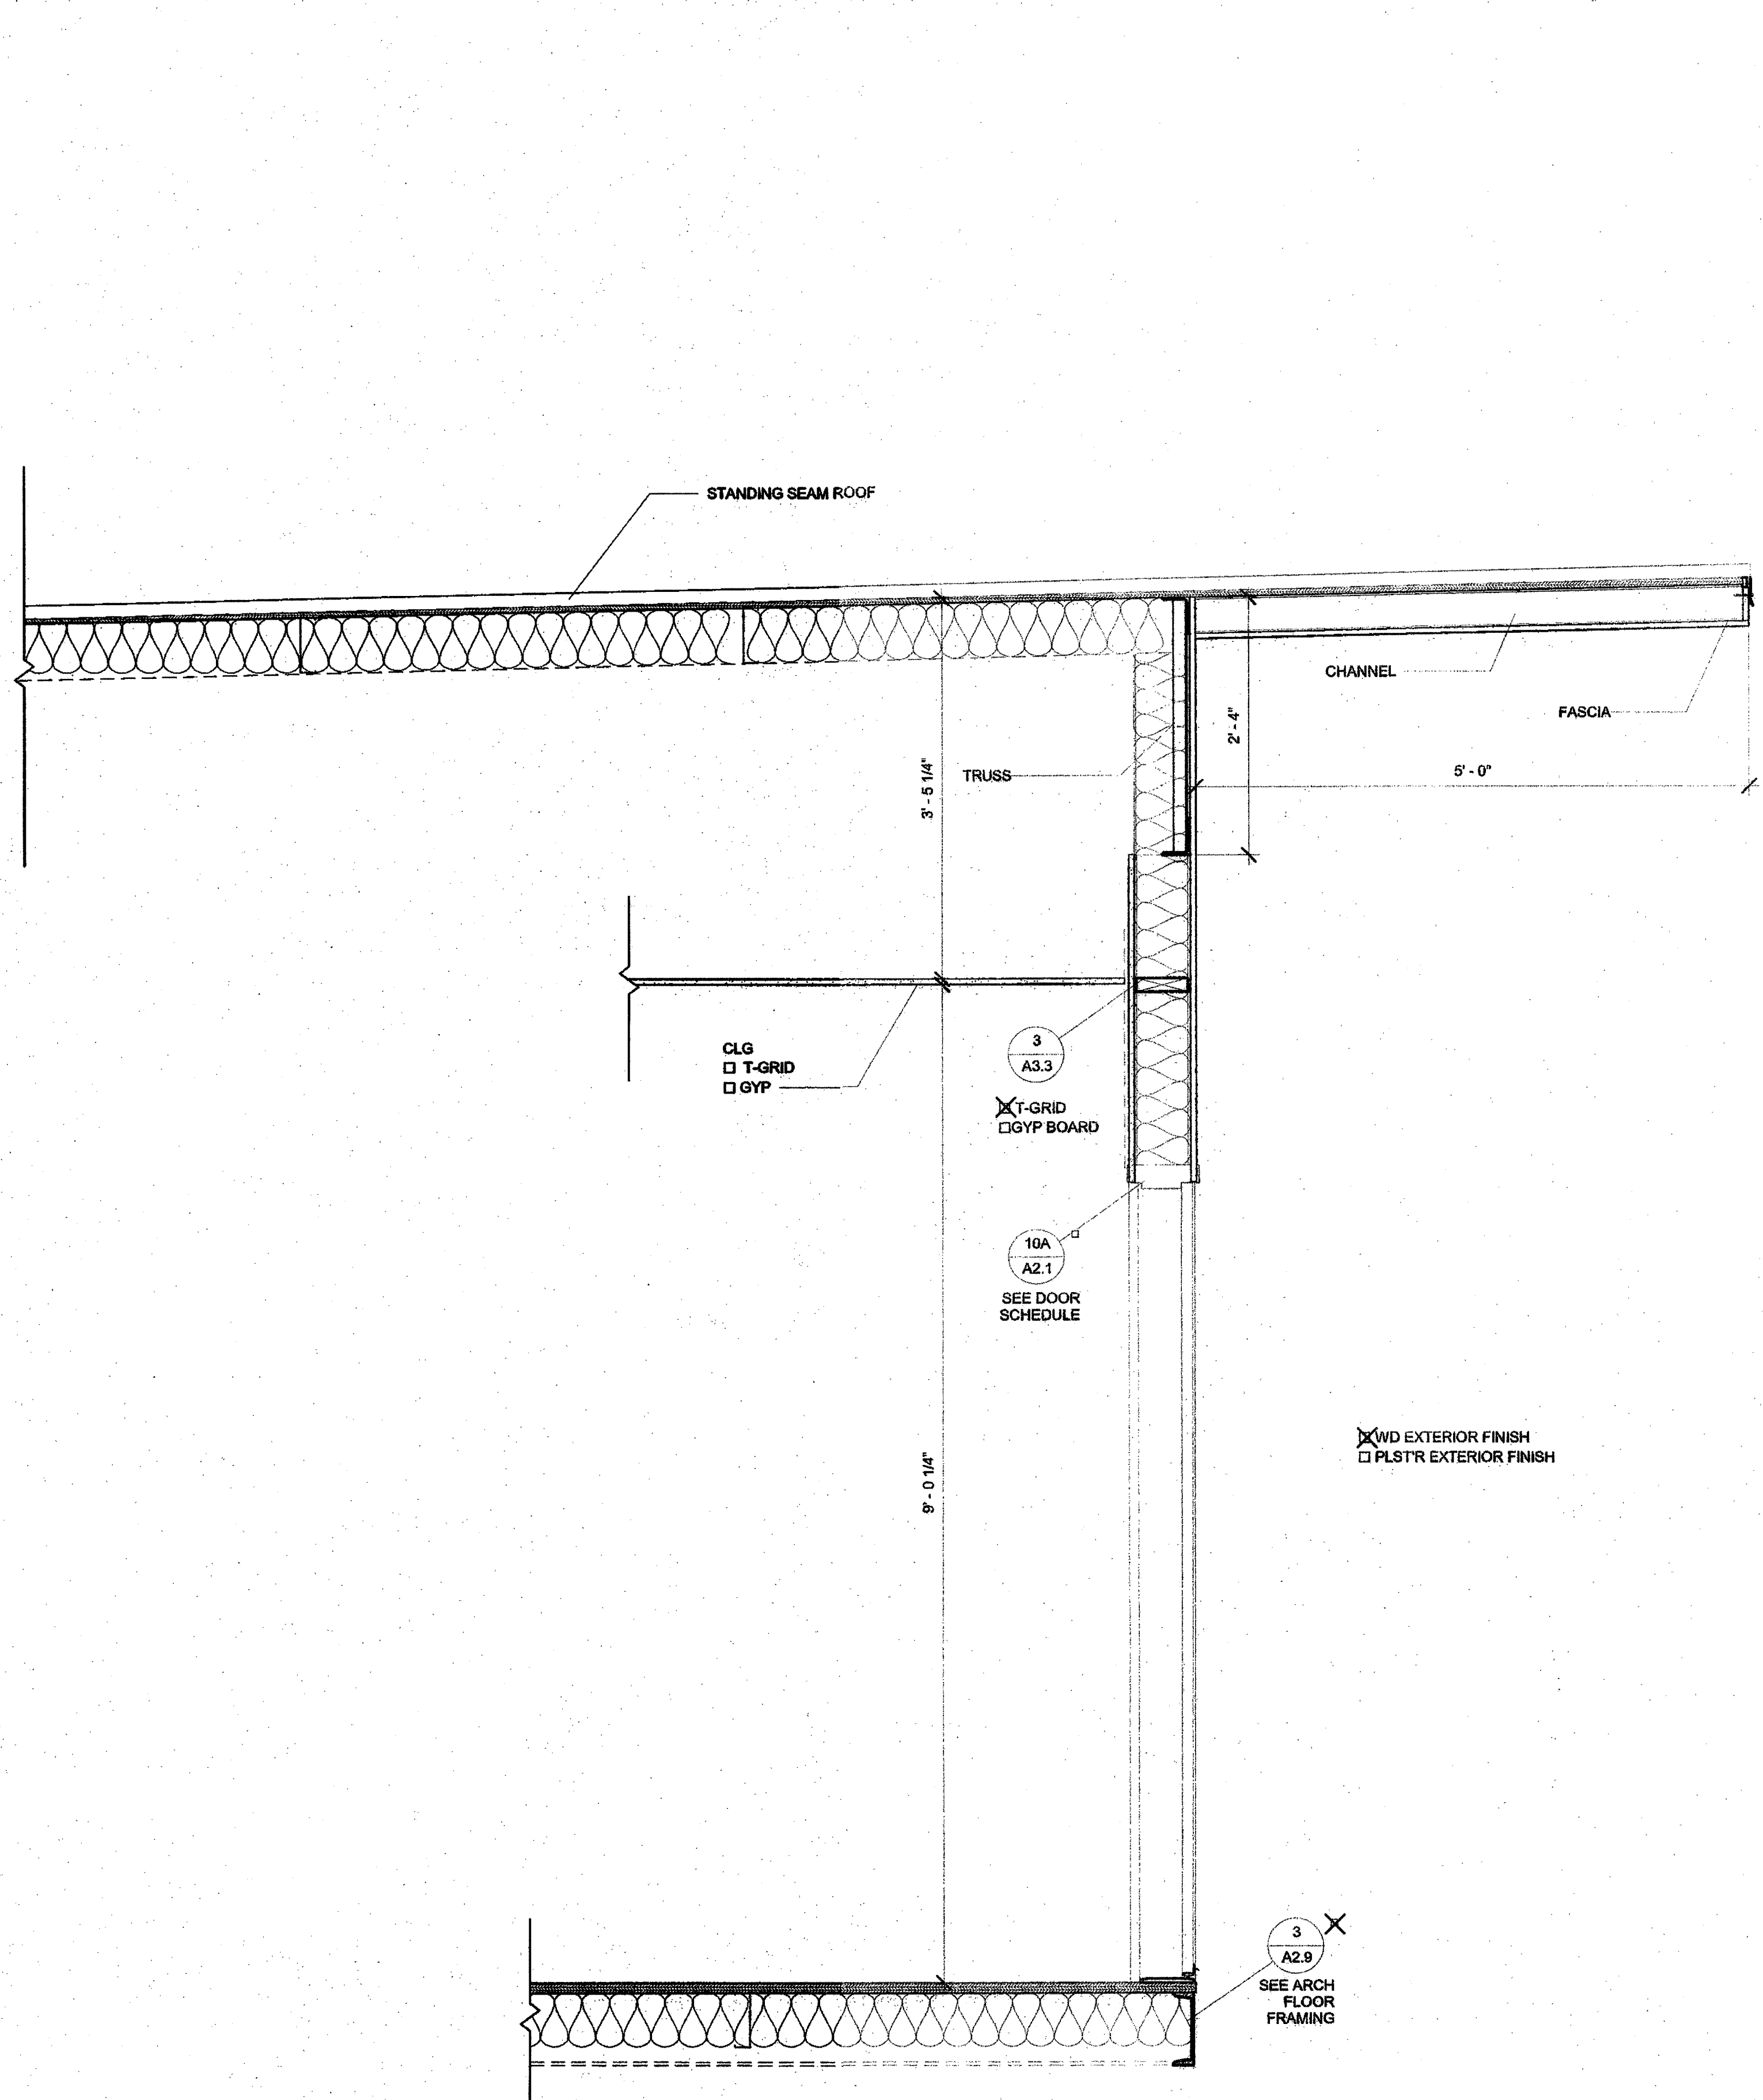 STANDING SEAM ROOF
CHANNEL
FASCIA
2' - 4"
5' - 0"
TRUSS
3' - 5 1/4"
CLG
☐ T-GRID
☐ GYP
3
A3.3
☒ T-GRID
☐ GYP BOARD
10A
A2.1
SEE DOOR
SCHEDULE
☒ WD EXTERIOR FINISH
☐ PLST'R EXTERIOR FINISH
9' - 0 1/4"
3
A2.9
SEE ARCH
FLOOR
FRAMING